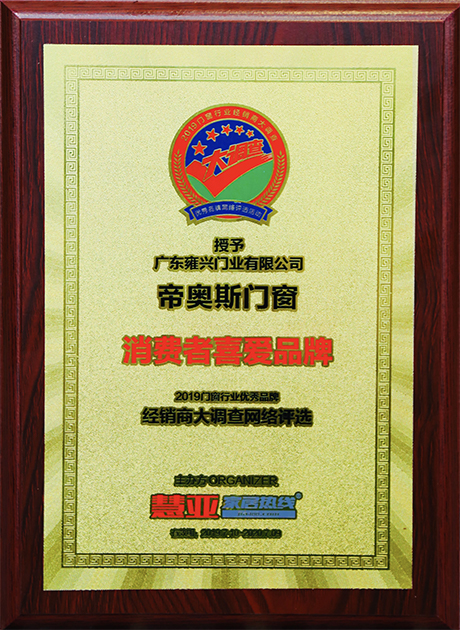 2019门窗行业经销商大调查
大调查
优秀品牌网络评选活动
授予
广东雍兴门业有限公司
帝奥斯门窗
消费者喜爱品牌
2019门窗行业优秀品牌
经销商大调查网络评选
主办方ORGANIZER
慧亚 家居热线®